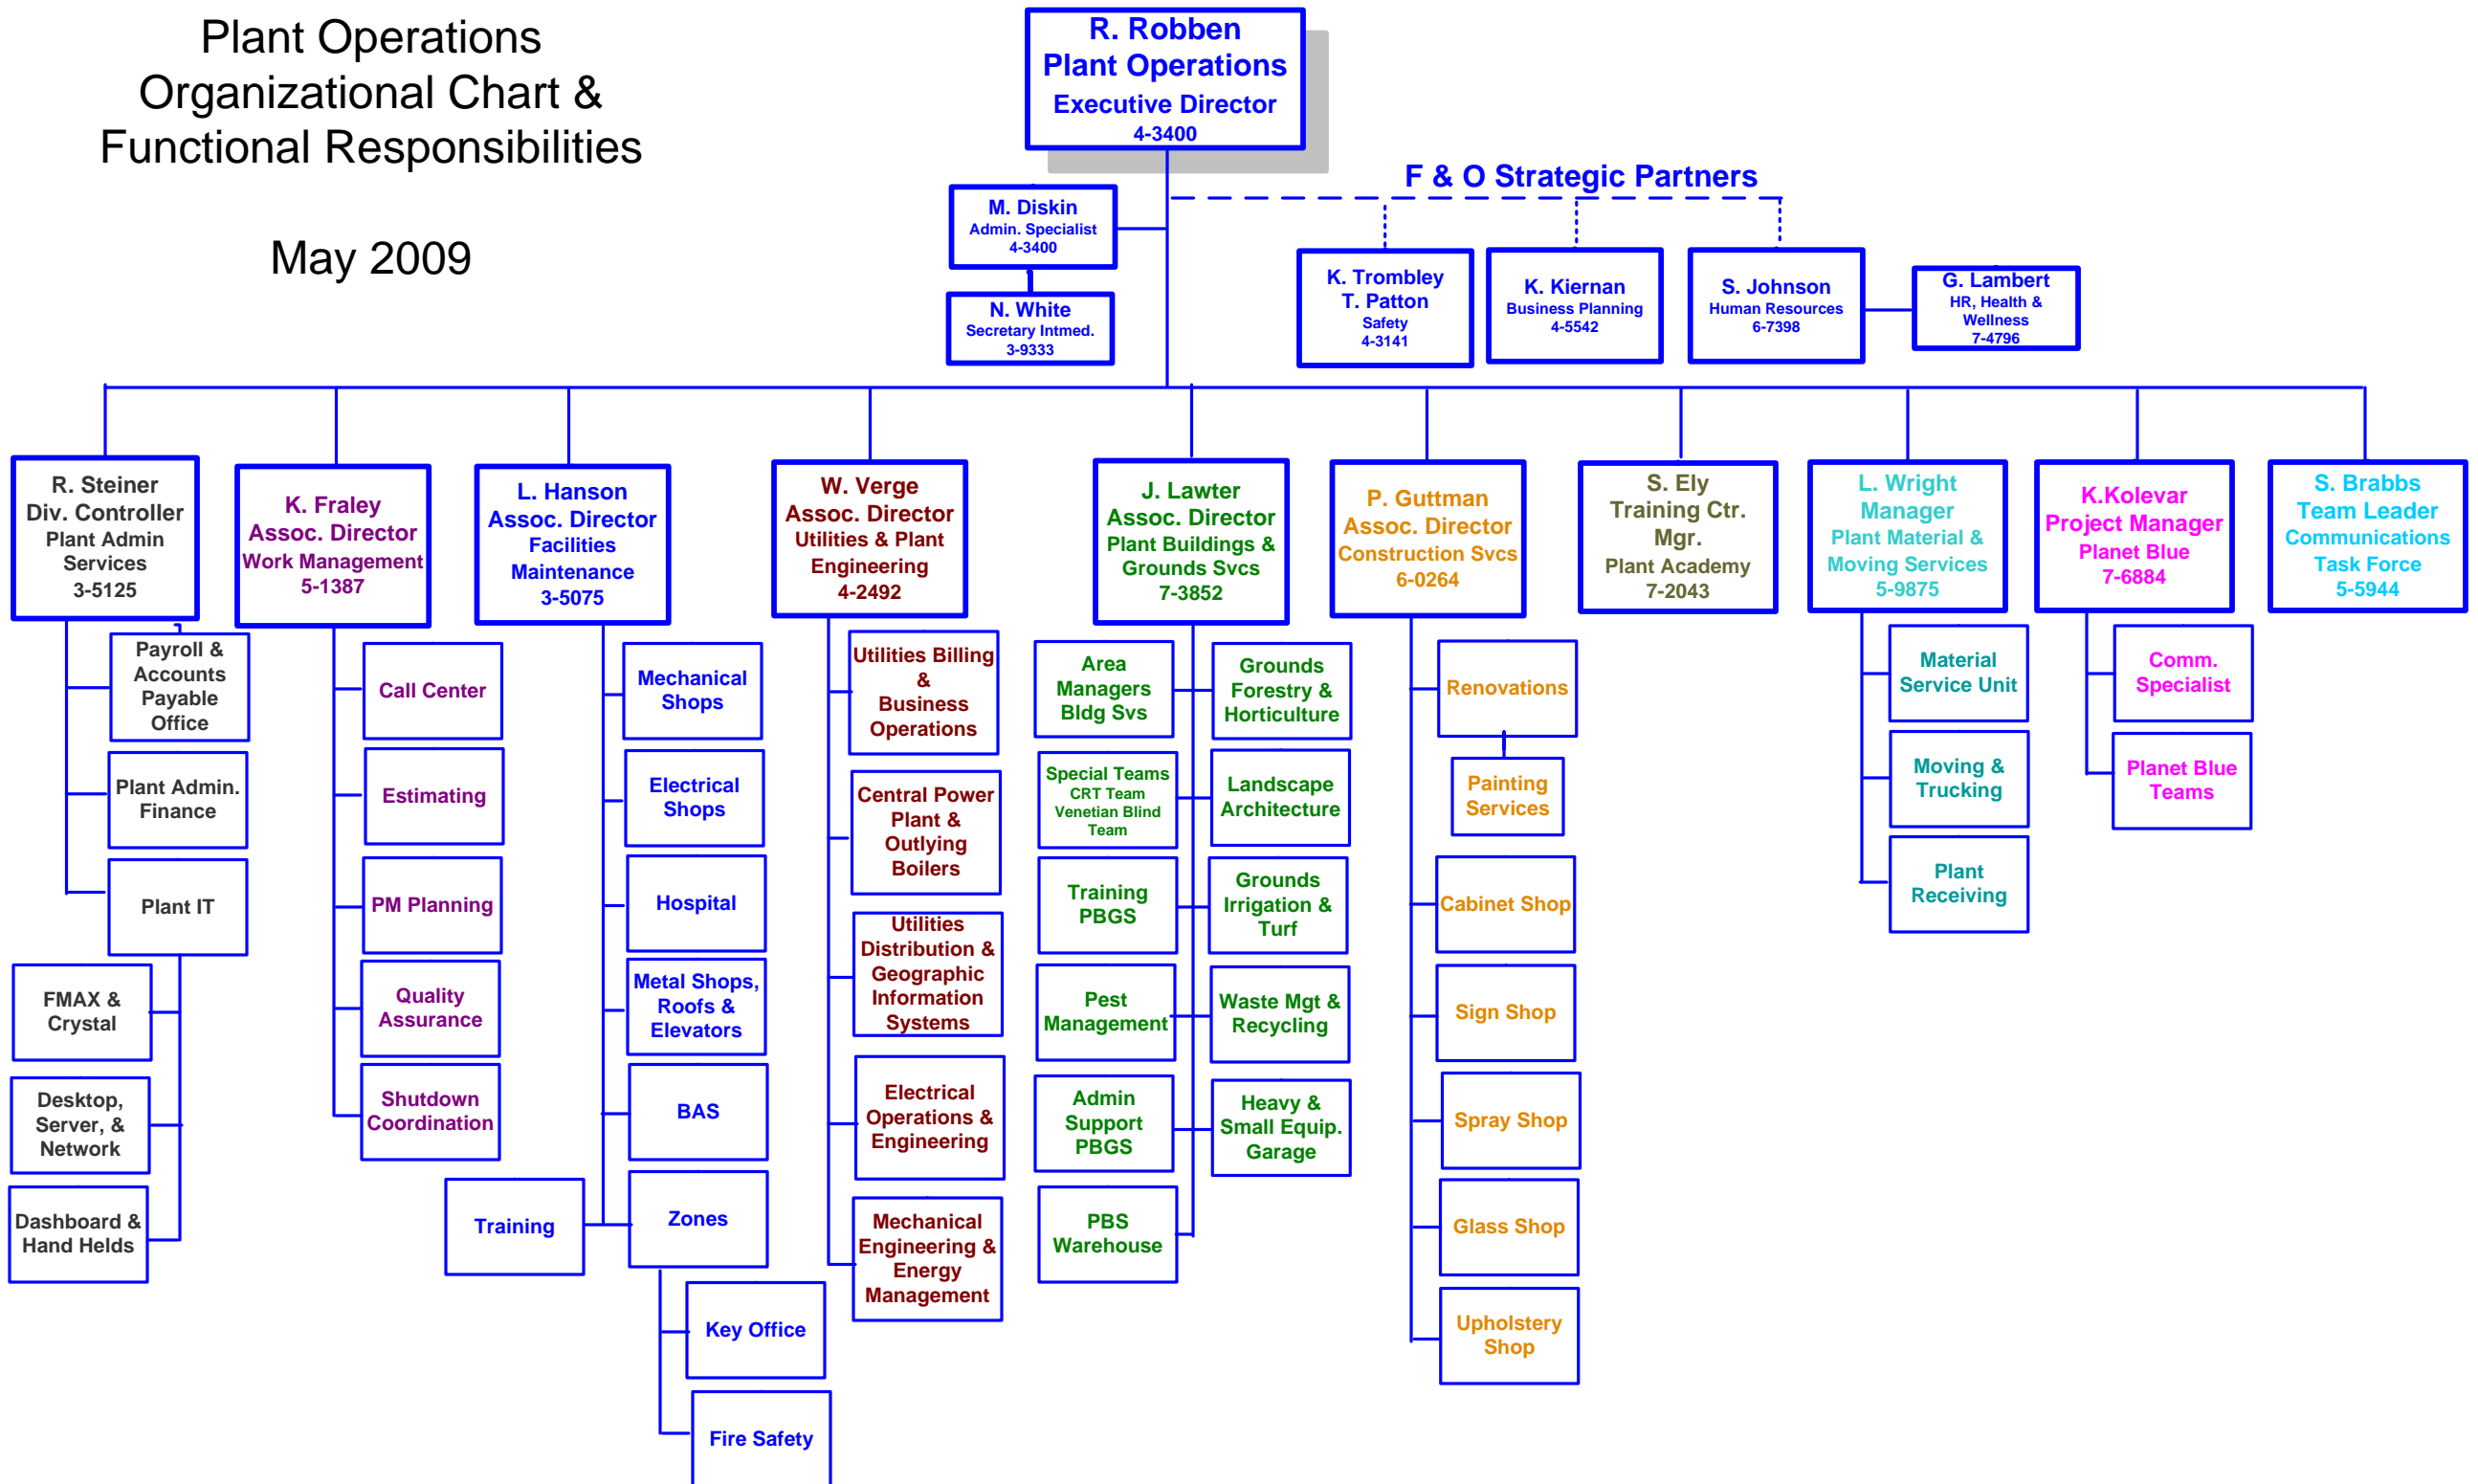 Plant Operations
Organizational Chart &
Functional Responsibilities
May 2009
R. Robben
Plant Operations
Executive Director
4-3400
F & O Strategic Partners
M. Diskin
Admin. Specialist
4-3400
N. White
Secretary Intmed.
3-9333
K. Trombley
T. Patton
Safety
4-3141
K. Kiernan
Business Planning
4-5542
S. Johnson
Human Resources
6-7398
G. Lambert
HR, Health &
Wellness
7-4796
R. Steiner
Div. Controller
Plant Admin
Services
3-5125
K. Fraley
Assoc. Director
Work Management
5-1387
L. Hanson
Assoc. Director
Facilities
Maintenance
3-5075
W. Verge
Assoc. Director
Utilities & Plant
Engineering
4-2492
J. Lawter
Assoc. Director
Plant Buildings &
Grounds Svcs
7-3852
P. Guttman
Assoc. Director
Construction Svcs
6-0264
S. Ely
Training Ctr.
Mgr.
Plant Academy
7-2043
L. Wright
Manager
Plant Material &
Moving Services
5-9875
K.Kolevar
Project Manager
Planet Blue
7-6884
S. Brabbs
Team Leader
Communications
Task Force
5-5944
Payroll &
Accounts
Payable
Office
Plant Admin.
Finance
Plant IT
FMAX &
Crystal
Desktop,
Server, &
Network
Dashboard &
Hand Helds
Call Center
Estimating
PM Planning
Quality
Assurance
Shutdown
Coordination
Mechanical
Shops
Electrical
Shops
Hospital
Metal Shops,
Roofs &
Elevators
BAS
Training
Zones
Key Office
Fire Safety
Utilities Billing
&
Business
Operations
Central Power
Plant &
Outlying
Boilers
Utilities
Distribution &
Geographic
Information
Systems
Electrical
Operations &
Engineering
Mechanical
Engineering &
Energy
Management
Area
Managers
Bldg Svs
Grounds
Forestry &
Horticulture
Special Teams
CRT Team
Venetian Blind
Team
Landscape
Architecture
Training
PBGS
Grounds
Irrigation &
Turf
Pest
Management
Waste Mgt &
Recycling
Admin
Support
PBGS
Heavy &
Small Equip.
Garage
PBS
Warehouse
Renovations
Painting
Services
Cabinet Shop
Sign Shop
Spray Shop
Glass Shop
Upholstery
Shop
Material
Service Unit
Moving &
Trucking
Plant
Receiving
Comm.
Specialist
Planet Blue
Teams